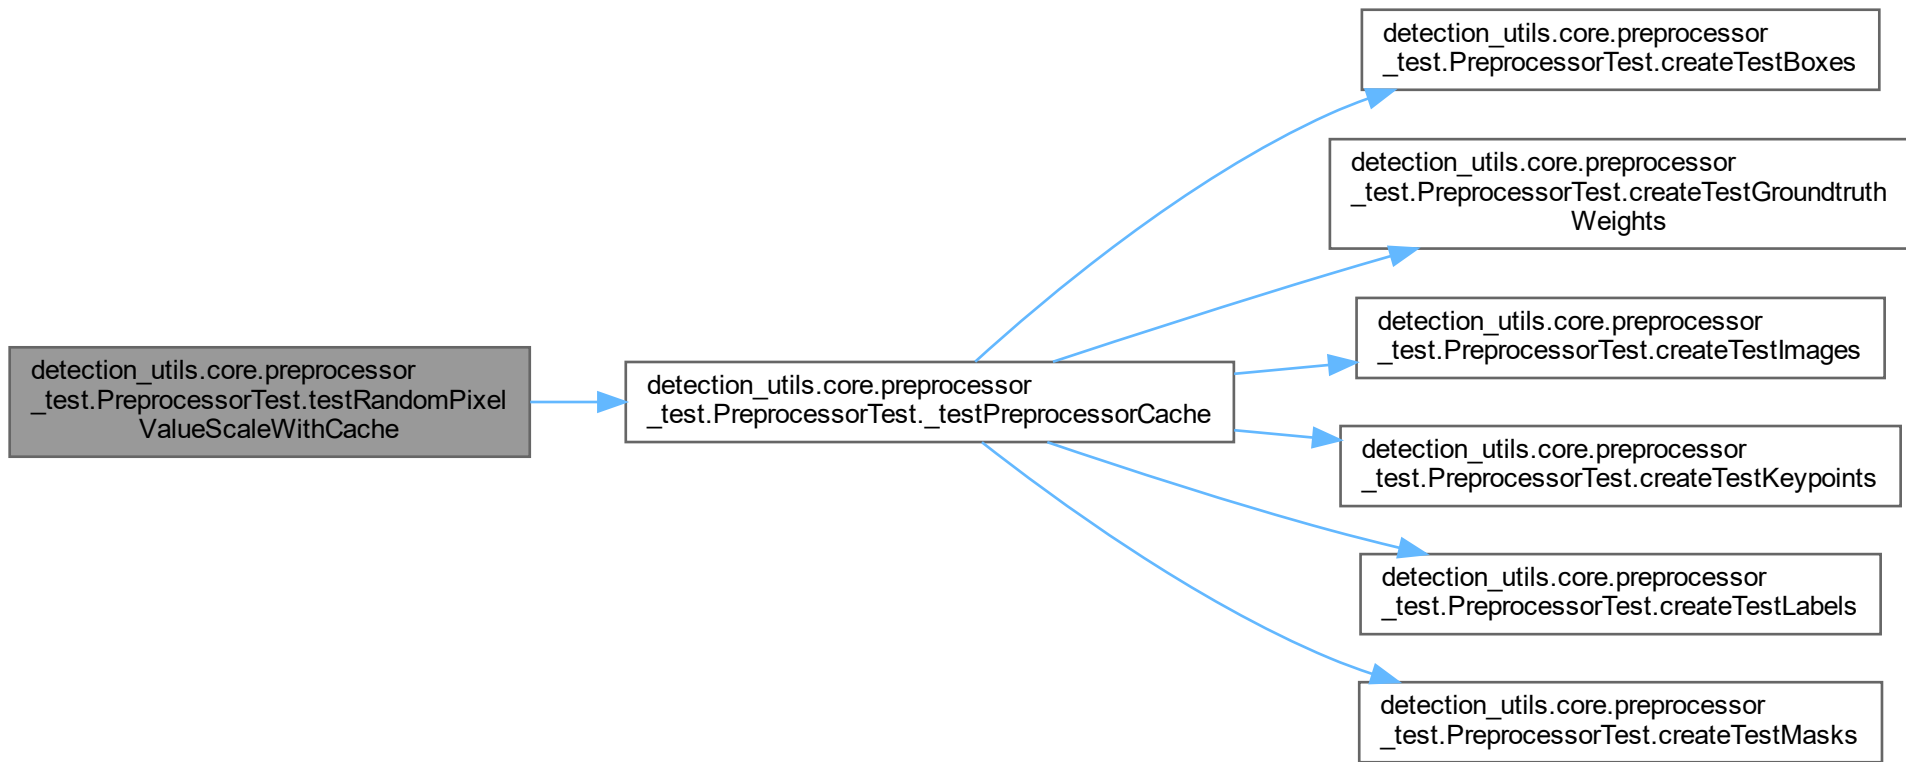 detection_utils.core.preprocessor
_test.PreprocessorTest.testRandomPixel
ValueScaleWithCache
detection_utils.core.preprocessor
_test.PreprocessorTest._testPreprocessorCache
detection_utils.core.preprocessor
_test.PreprocessorTest.createTestBoxes
detection_utils.core.preprocessor
_test.PreprocessorTest.createTestGroundtruth
Weights
detection_utils.core.preprocessor
_test.PreprocessorTest.createTestImages
detection_utils.core.preprocessor
_test.PreprocessorTest.createTestKeypoints
detection_utils.core.preprocessor
_test.PreprocessorTest.createTestLabels
detection_utils.core.preprocessor
_test.PreprocessorTest.createTestMasks